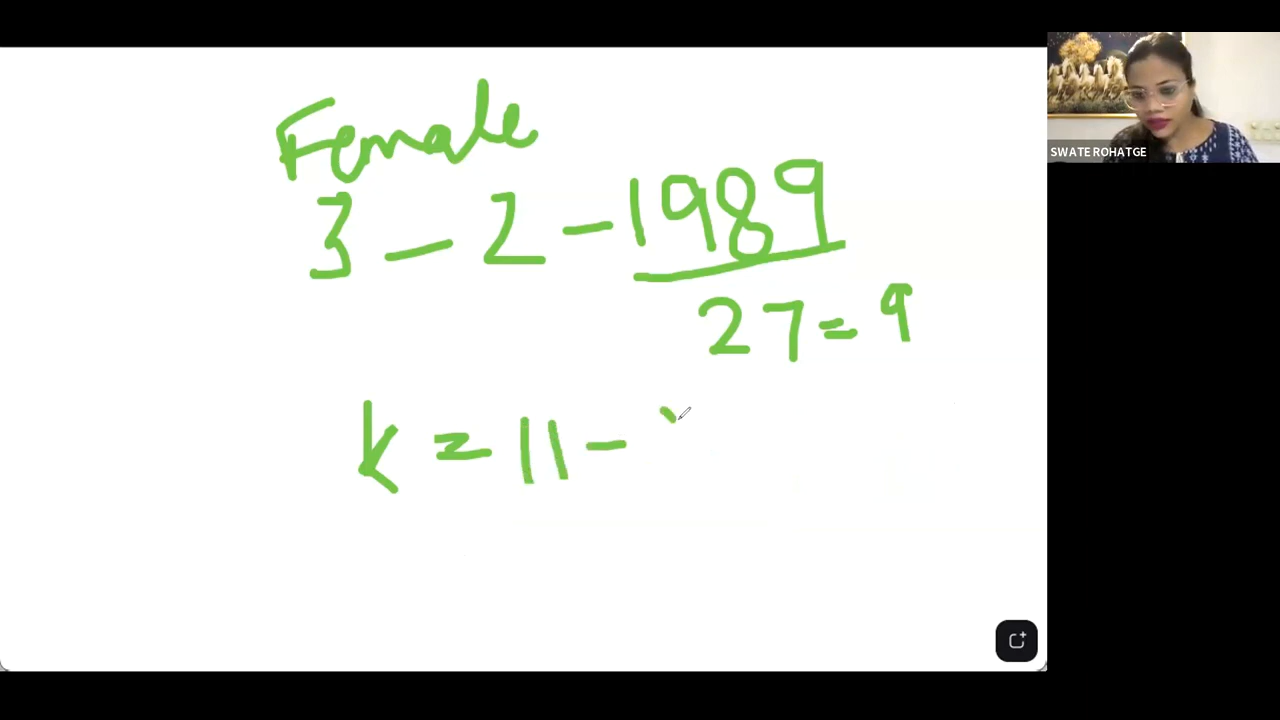 Female
3 - 2 - 1989
27 = 9
k = 11 -
SWATE ROHATGE